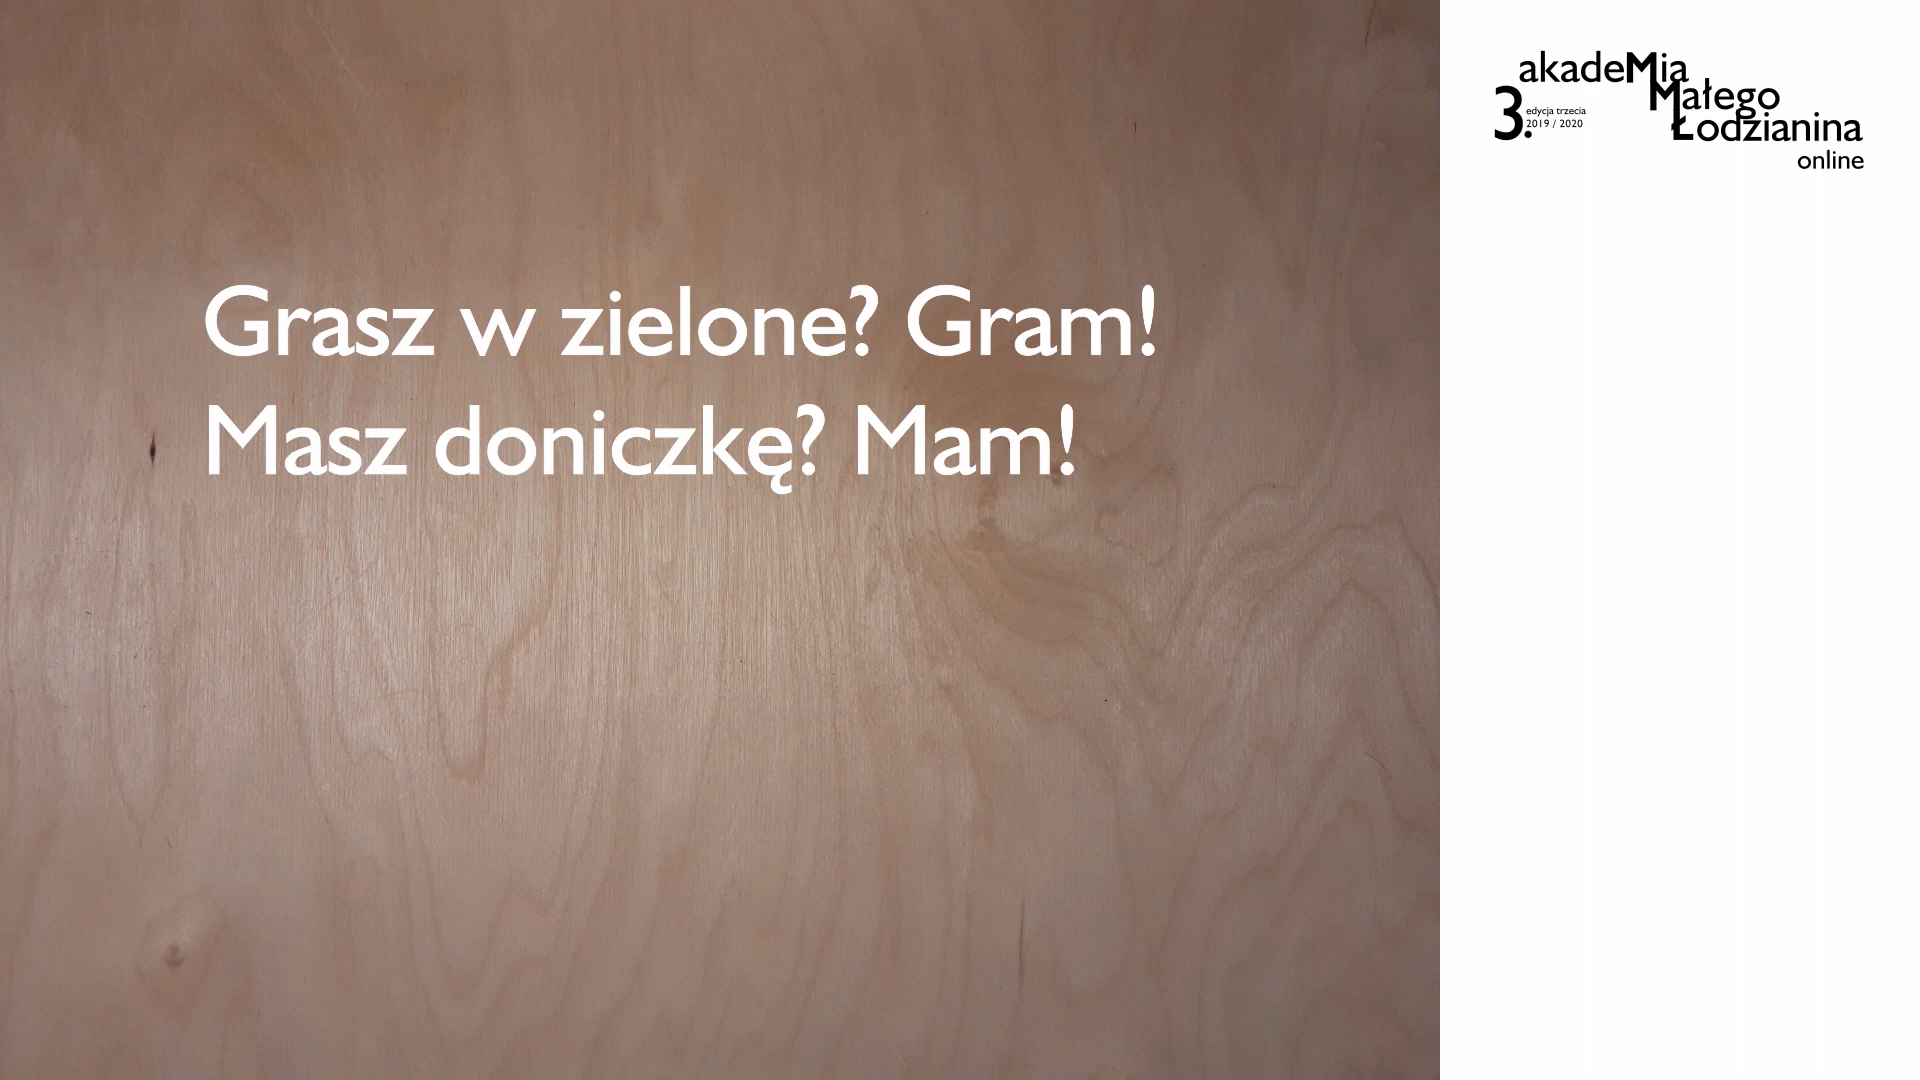 Grasz w zielone? Gram!
Masz doniczkę? Mam!
akadeMia
Małego
Łodzianina
online
3.
edycja trzecia
2019 / 2020